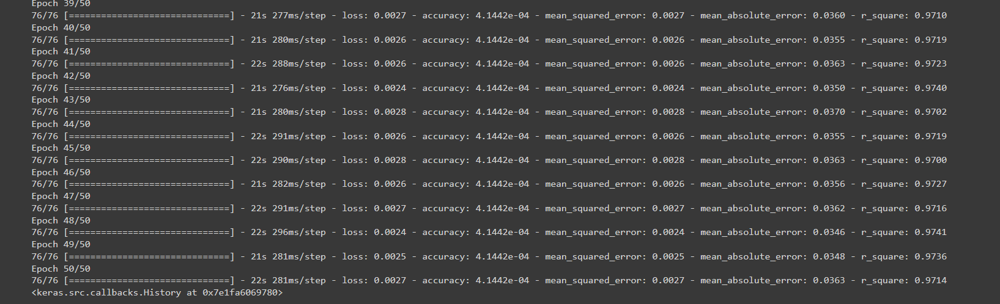 Epoch 39/50
76/76 [==============================] - 21s 277ms/step - loss: 0.0027 - accuracy: 4.1442e-04 - mean_squared_error: 0.0027 - mean_absolute_error: 0.0360 - r_square: 0.9710
Epoch 40/50
76/76 [==============================] - 21s 280ms/step - loss: 0.0026 - accuracy: 4.1442e-04 - mean_squared_error: 0.0026 - mean_absolute_error: 0.0355 - r_square: 0.9719
Epoch 41/50
76/76 [==============================] - 22s 288ms/step - loss: 0.0026 - accuracy: 4.1442e-04 - mean_squared_error: 0.0026 - mean_absolute_error: 0.0363 - r_square: 0.9723
Epoch 42/50
76/76 [==============================] - 21s 276ms/step - loss: 0.0024 - accuracy: 4.1442e-04 - mean_squared_error: 0.0024 - mean_absolute_error: 0.0350 - r_square: 0.9740
Epoch 43/50
76/76 [==============================] - 21s 280ms/step - loss: 0.0028 - accuracy: 4.1442e-04 - mean_squared_error: 0.0028 - mean_absolute_error: 0.0370 - r_square: 0.9702
Epoch 44/50
76/76 [==============================] - 22s 291ms/step - loss: 0.0026 - accuracy: 4.1442e-04 - mean_squared_error: 0.0026 - mean_absolute_error: 0.0355 - r_square: 0.9719
Epoch 45/50
76/76 [==============================] - 22s 290ms/step - loss: 0.0028 - accuracy: 4.1442e-04 - mean_squared_error: 0.0028 - mean_absolute_error: 0.0363 - r_square: 0.9700
Epoch 46/50
76/76 [==============================] - 21s 282ms/step - loss: 0.0026 - accuracy: 4.1442e-04 - mean_squared_error: 0.0026 - mean_absolute_error: 0.0356 - r_square: 0.9727
Epoch 47/50
76/76 [==============================] - 22s 291ms/step - loss: 0.0027 - accuracy: 4.1442e-04 - mean_squared_error: 0.0027 - mean_absolute_error: 0.0362 - r_square: 0.9716
Epoch 48/50
76/76 [==============================] - 22s 296ms/step - loss: 0.0024 - accuracy: 4.1442e-04 - mean_squared_error: 0.0024 - mean_absolute_error: 0.0346 - r_square: 0.9741
Epoch 49/50
76/76 [==============================] - 21s 281ms/step - loss: 0.0025 - accuracy: 4.1442e-04 - mean_squared_error: 0.0025 - mean_absolute_error: 0.0348 - r_square: 0.9736
Epoch 50/50
76/76 [==============================] - 22s 281ms/step - loss: 0.0027 - accuracy: 4.1442e-04 - mean_squared_error: 0.0027 - mean_absolute_error: 0.0363 - r_square: 0.9714
<keras.src.callbacks.History at 0x7e1fa6069780>